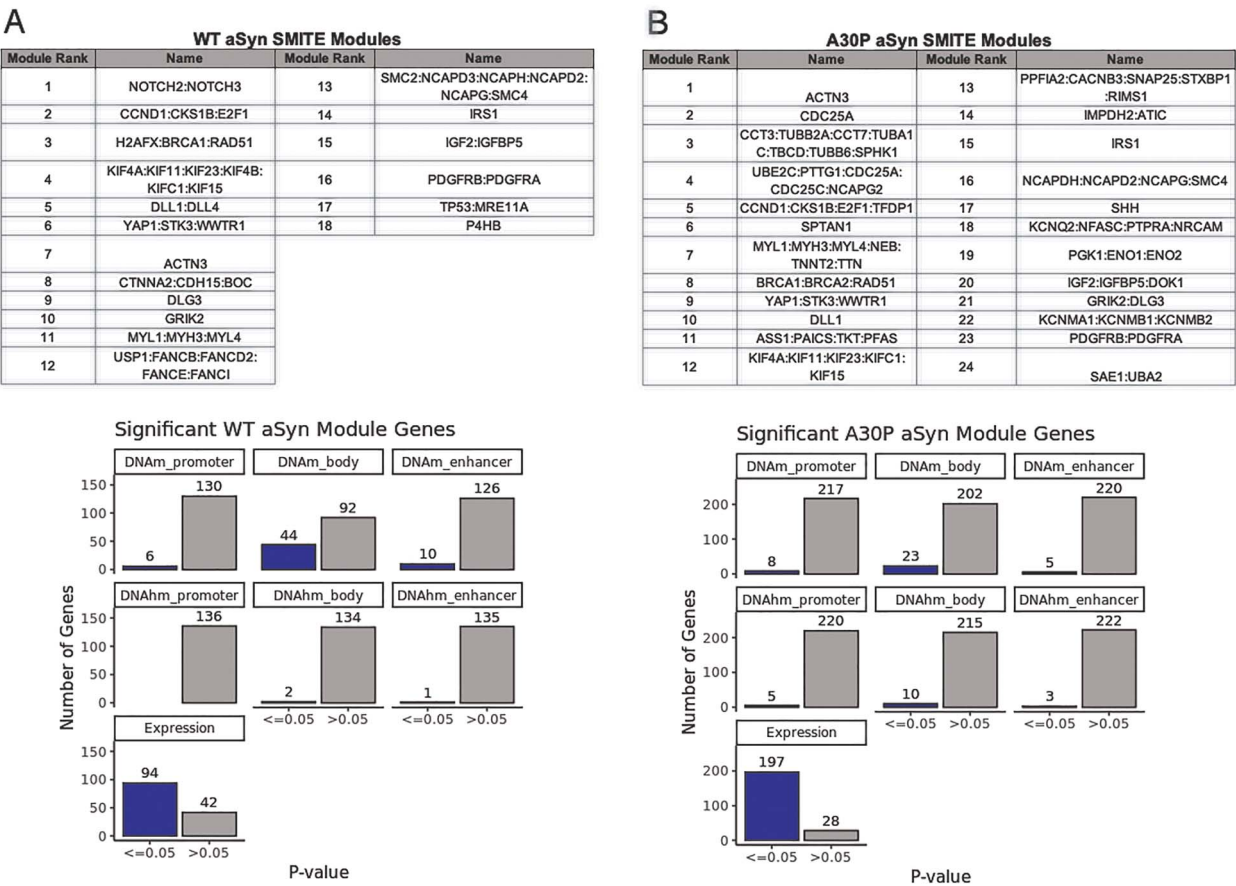 A
WT aSyn SMITE Modules
Module Rank Name Module Rank Name
1 NOTCH2:NOTCH3 13 SMC2:NCAPD3:NCAPH:NCAPD2:
NCAPG:SMC4
2 CCND1:CKS1B:E2F1 14 IRS1
3 H2AFX:BRCA1:RAD51 15 IGF2:IGFBP5
4 KIF4A:KIF11:KIF23:KIF4B:
KIFC1:KIF15 16 PDGFRB:PDGFRA
5 DLL1:DLL4 17 TP53:MRE11A
6 YAP1:STK3:WWTR1 18 P4HB
7 ACTN3
8 CTNNA2:CDH15:BOC
9 DLG3
10 GRIK2
11 MYL1:MYH3:MYL4
12 USP1:FANCB:FANCD2:
FANCE:FANCI
Significant WT aSyn Module Genes
DNAm_promoter DNAm_body DNAm_enhancer
150 100 50 0
6 130 44 92 10 126
DNAhm_promoter DNAhm_body DNAhm_enhancer
150 100 50 0
136 2 134 1 135
<=0.05 >0.05 <=0.05 >0.05
Expression
150 100 50 0
94 42
<=0.05 >0.05
Number of Genes
P-value
B
A30P aSyn SMITE Modules
Module Rank Name Module Rank Name
1 ACTN3 13 PPFIA2:CACNB3:SNAP25:STXBP1
:RIMS1
2 CDC25A 14 IMPDH2:ATIC
3 CCT3:TUBB2A:CCT7:TUBA1
C:TBCD:TUBB6:SPHK1 15 IRS1
4 UBE2C:PTTG1:CDC25A:
CDC25C:NCAPG2 16 NCAPDH:NCAPD2:NCAPG:SMC4
5 CCND1:CKS1B:E2F1:TFDP1 17 SHH
6 SPTAN1 18 KCNQ2:NFASC:PTPRA:NRCAM
7 MYL1:MYH3:MYL4:NEB:
TNNT2:TTN 19 PGK1:ENO1:ENO2
8 BRCA1:BRCA2:RAD51 20 IGF2:IGFBP5:DOK1
9 YAP1:STK3:WWTR1 21 GRIK2:DLG3
10 DLL1 22 KCNMA1:KCNMB1:KCNMB2
11 ASS1:PAICS:TKT:PFAS 23 PDGFRB:PDGFRA
12 KIF4A:KIF11:KIF23:KIFC1:
KIF15 24 SAE1:UBA2
Significant A30P aSyn Module Genes
DNAm_promoter DNAm_body DNAm_enhancer
200 100 0
8 217 23 202 5 220
DNAhm_promoter DNAhm_body DNAhm_enhancer
200 100 0
5 220 10 215 3 222
<=0.05 >0.05 <=0.05 >0.05
Expression
200 100 0
197 28
<=0.05 >0.05
Number of Genes
P-value